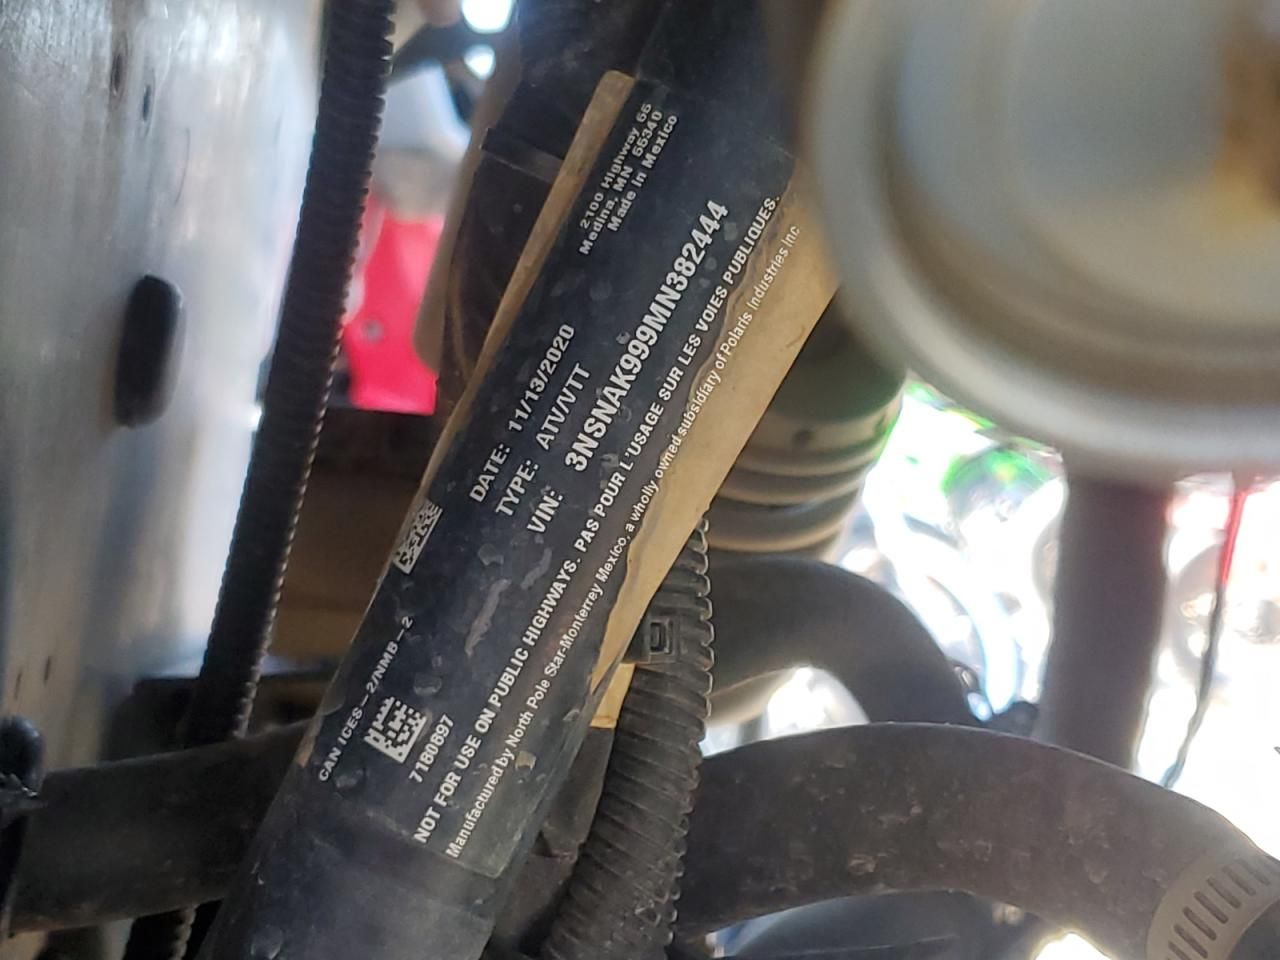 2100 Highway 55
Medina, MN 55340
Made in Mexico
DATE: 11/13/2020
TYPE: ATV/VTT
VIN: 3NSNAK999MN382444
CAN ICES-2/NMB-2
7180697
NOT FOR USE ON PUBLIC HIGHWAYS. PAS POUR L'USAGE SUR LES VOIES PUBLIQUES.
Manufactured by North Pole Star-Monterrey Mexico, a wholly owned subsidiary of Polaris Industries Inc